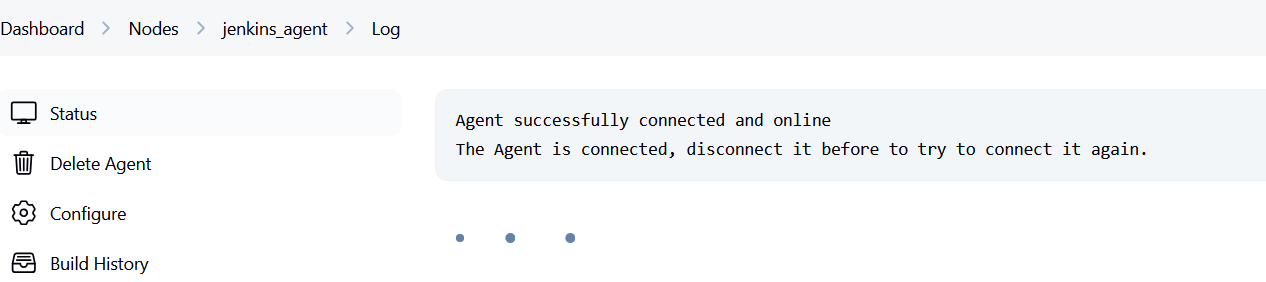 Dashboard > Nodes > jenkins_agent > Log
Status
Delete Agent
Configure
Build History
Agent successfully connected and online
The Agent is connected, disconnect it before to try to connect it again.